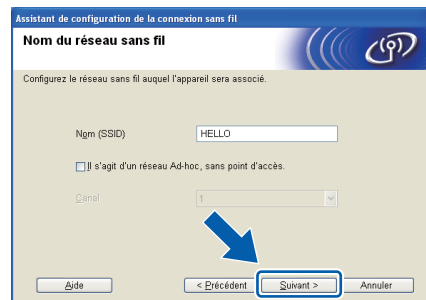 Assistant de configuration de la connexion sans fil
Nom du réseau sans fil
Configurez le réseau sans fil auquel l'appareil sera associé.
Nom (SSID) HELLO
Il s'agit d'un réseau Ad-hoc, sans point d'accès.
Canal 1
Aide < Précédent Suivant > Annuler